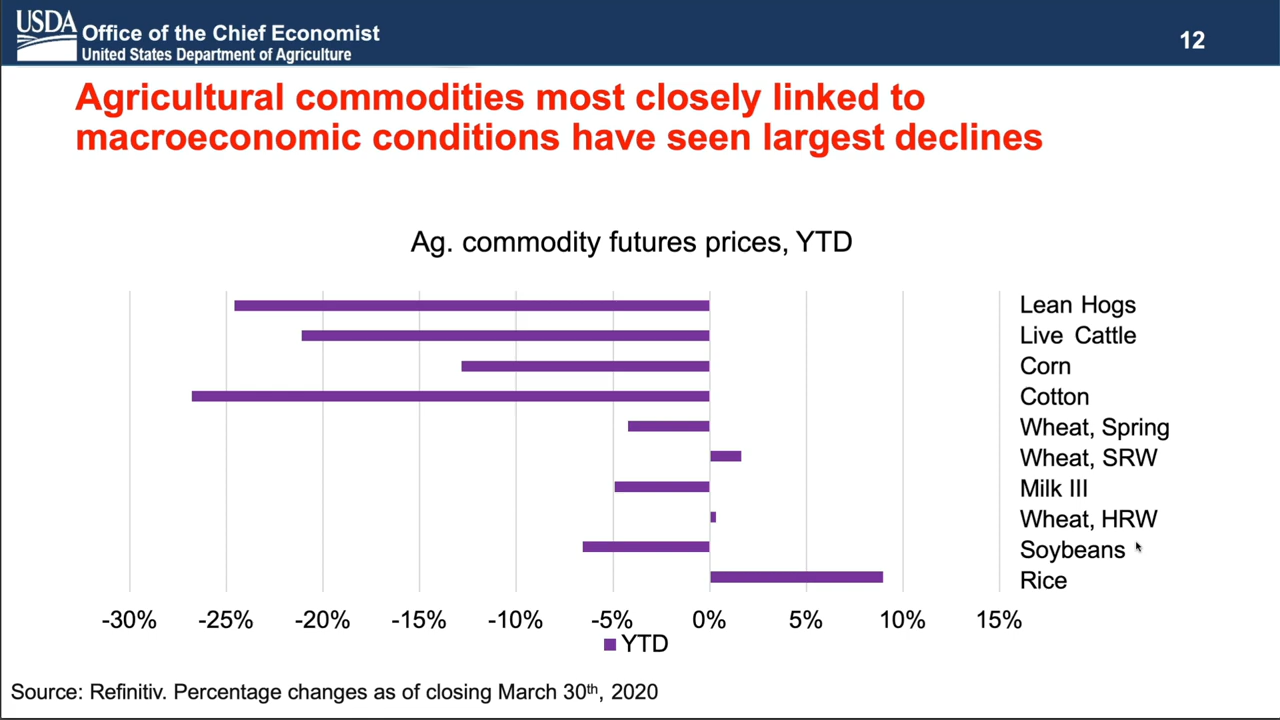 USDA
Office of the Chief Economist
United States Department of Agriculture
12
Agricultural commodities most closely linked to
macroeconomic conditions have seen largest declines
Ag. commodity futures prices, YTD
Lean Hogs
Live Cattle
Corn
Cotton
Wheat, Spring
Wheat, SRW
Milk III
Wheat, HRW
Soybeans
Rice
-30% -25% -20% -15% -10% -5% 0% 5% 10% 15%
YTD
Source: Refinitiv. Percentage changes as of closing March 30th, 2020